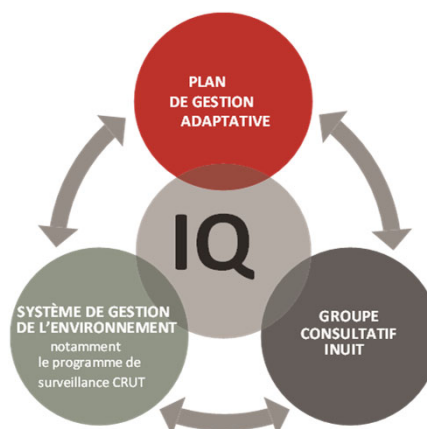 PLAN
DE GESTION
ADAPTATIVE
IQ
SYSTÈME DE GESTION
DE L'ENVIRONNEMENT
notamment
le programme de
surveillance CRUT
GROUPE
CONSULTATIF
INUIT